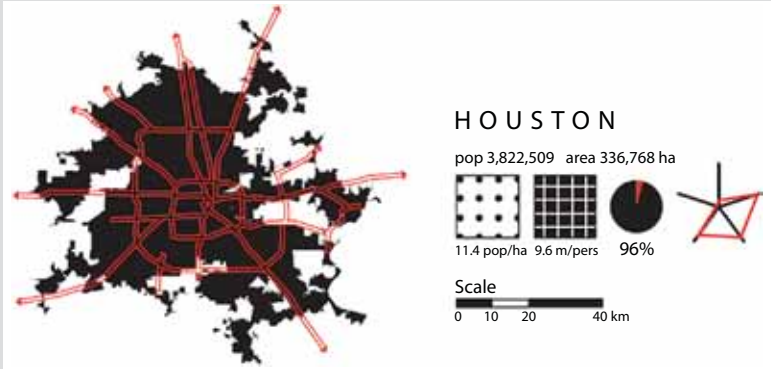 HOUSTON
pop 3,822,509 area 336,768 ha
11.4 pop/ha 9.6 m/pers 96%
Scale
0 10 20 40 km